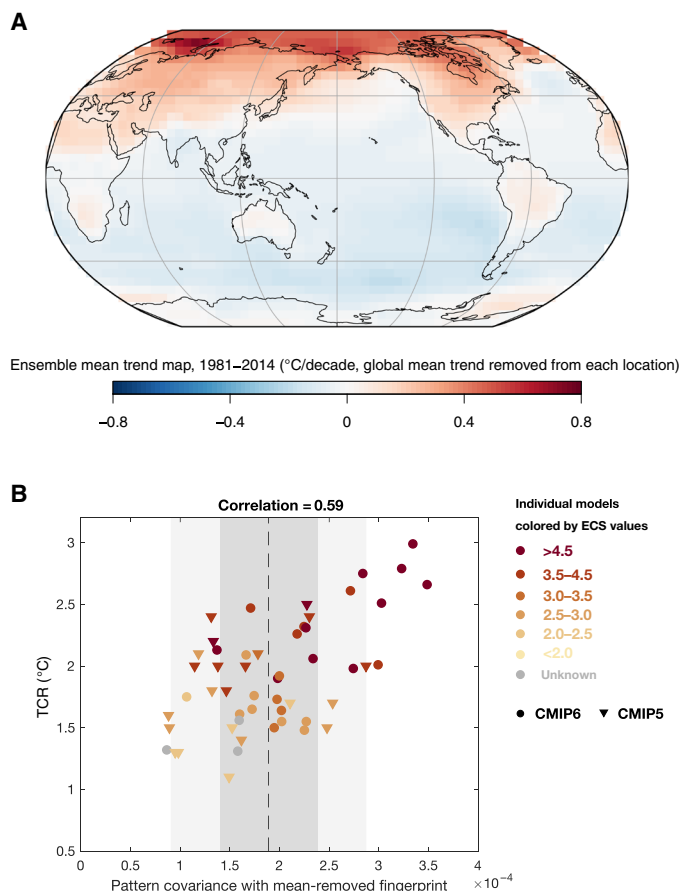 A
Ensemble mean trend map, 1981–2014 (°C/decade, global mean trend removed from each location)
−0.8 −0.4 0 0.4 0.8
B
Correlation = 0.59
Individual models
colored by ECS values
>4.5
3.5–4.5
3.0–3.5
2.5–3.0
2.0–2.5
<2.0
Unknown
CMIP6 CMIP5
TCR (°C)
3
2.5
2
1.5
1
0.5
0 0.5 1 1.5 2 2.5 3 3.5 4
×10⁻⁴
Pattern covariance with mean-removed fingerprint